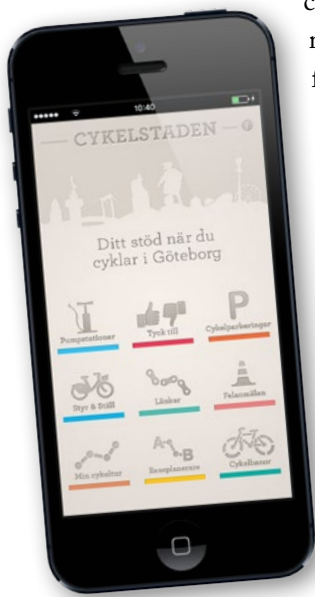 10:40
CYKELSTADEN
Ditt stöd när du
cyklar i Göteborg
Pumpstationer
Tyck till
P
Cykelparkeringar
Styr & Ställ
Länkar
Felanmälan
A
B
Min cykeltur
Reseplanerare
Cykelbanor